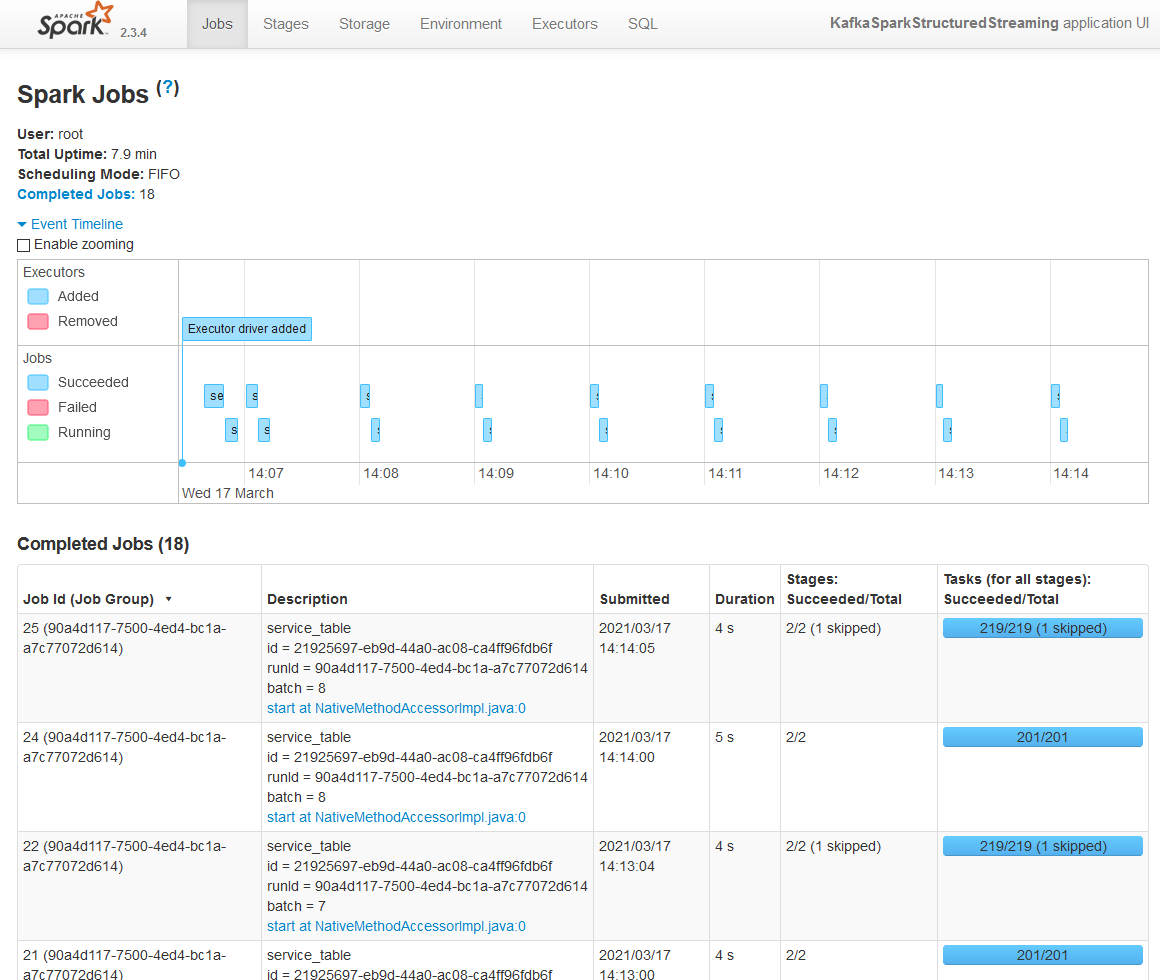 APACHE
Spark 2.3.4
Jobs
Stages
Storage
Environment
Executors
SQL
KafkaSparkStructuredStreaming application UI
Spark Jobs (?)
User: root
Total Uptime: 7.9 min
Scheduling Mode: FIFO
Completed Jobs: 18
Event Timeline
Enable zooming
Executors
Added
Removed
Executor driver added
Jobs
Succeeded
Failed
Running
se
s
s
s
s
14:07
14:08
14:09
14:10
14:11
14:12
14:13
14:14
Wed 17 March
Completed Jobs (18)
Job Id (Job Group) Description Submitted Duration Stages: Succeeded/Total Tasks (for all stages): Succeeded/Total
25 (90a4d117-7500-4ed4-bc1a-a7c77072d614)
service_table
id = 21925697-eb9d-44a0-ac08-ca4ff96fdb6f
runId = 90a4d117-7500-4ed4-bc1a-a7c77072d614
batch = 8
start at NativeMethodAccessorImpl.java:0
2021/03/17
14:14:05
4 s
2/2 (1 skipped)
219/219 (1 skipped)
24 (90a4d117-7500-4ed4-bc1a-a7c77072d614)
service_table
id = 21925697-eb9d-44a0-ac08-ca4ff96fdb6f
runId = 90a4d117-7500-4ed4-bc1a-a7c77072d614
batch = 8
start at NativeMethodAccessorImpl.java:0
2021/03/17
14:14:00
5 s
2/2
201/201
22 (90a4d117-7500-4ed4-bc1a-a7c77072d614)
service_table
id = 21925697-eb9d-44a0-ac08-ca4ff96fdb6f
runId = 90a4d117-7500-4ed4-bc1a-a7c77072d614
batch = 7
start at NativeMethodAccessorImpl.java:0
2021/03/17
14:13:04
4 s
2/2 (1 skipped)
219/219 (1 skipped)
21 (90a4d117-7500-4ed4-bc1a-a7c77072d614)
service_table
id = 21925697-eb9d-44a0-ac08-ca4ff96fdb6f
2021/03/17
14:13:00
4 s
2/2
201/201